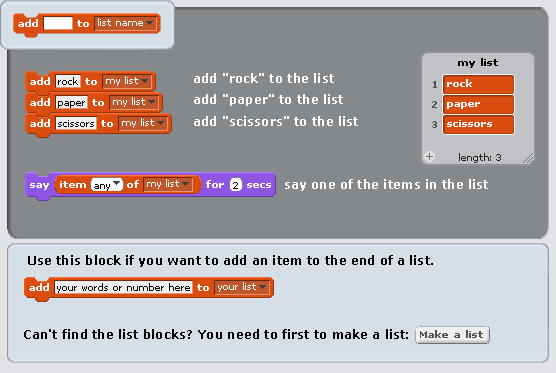 add to list name
add rock to my list add "rock" to the list
add paper to my list add "paper" to the list
add scissors to my list add "scissors" to the list
my list
1 rock
2 paper
3 scissors
+ length: 3
say item any of my list for 2 secs say one of the items in the list
Use this block if you want to add an item to the end of a list.
add your words or number here to your list
Can't find the list blocks? You need to first to make a list: Make a list